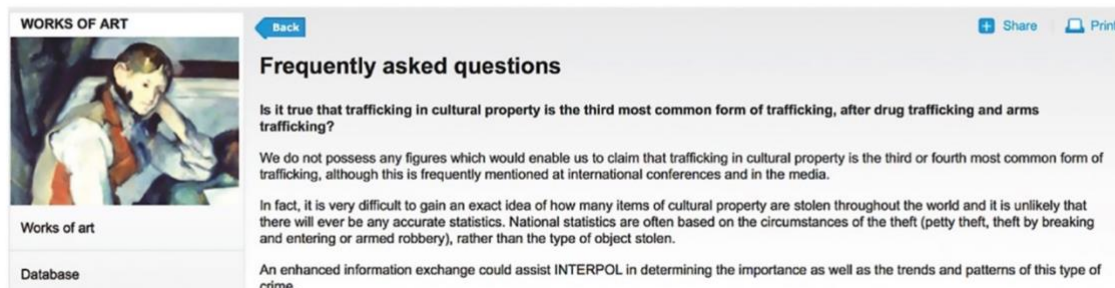 WORKS OF ART
Back
Share
Print
Frequently asked questions
Is it true that trafficking in cultural property is the third most common form of trafficking, after drug trafficking and arms
trafficking?
We do not possess any figures which would enable us to claim that trafficking in cultural property is the third or fourth most common form of
trafficking, although this is frequently mentioned at international conferences and in the media.
In fact, it is very difficult to gain an exact idea of how many items of cultural property are stolen throughout the world and it is unlikely that
there will ever be any accurate statistics. National statistics are often based on the circumstances of the theft (petty theft, theft by breaking
and entering or armed robbery), rather than the type of object stolen.
Works of art
An enhanced information exchange could assist INTERPOL in determining the importance as well as the trends and patterns of this type of
crime.
Database